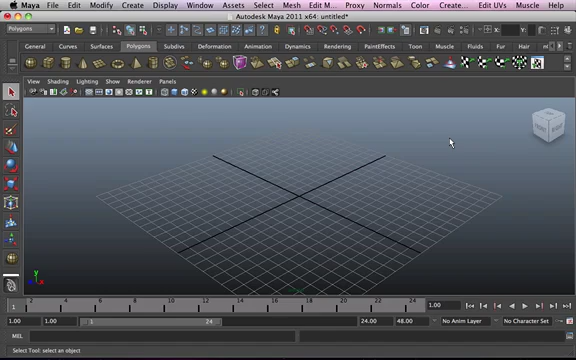 Maya File Edit Modify Create Display Window Assets Select Mesh Edit M... Proxy Normals Color Create... Edit UVs Muscle Help
Autodesk Maya 2011 x64: untitled*
Polygons X: Y:
General Curves Surfaces Polygons Subdivs Deformation Animation Dynamics Rendering PaintEffects Toon Muscle Fluids Fur Hair
View Shading Lighting Show Renderer Panels
FRONT RIGHT
y
z x
1 2 4 6 8 10 12 14 16 18 20 22 24 1.00
1.00 1.00 1 24 24.00 48.00 No Anim Layer No Character Set
MEL
Select Tool: select an object